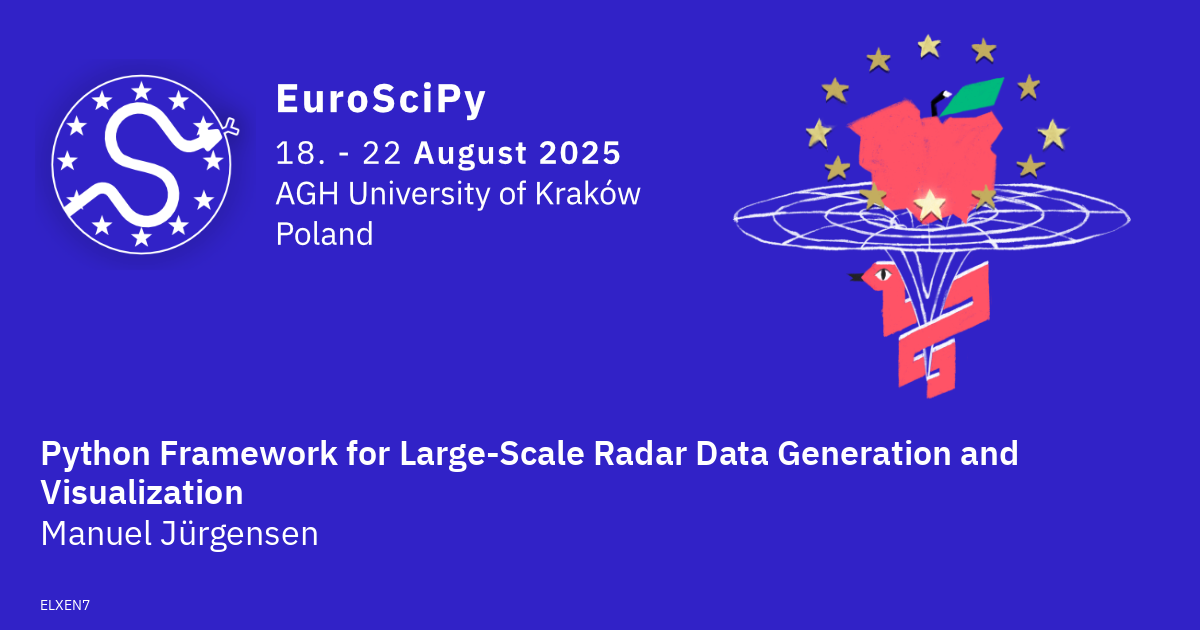 EuroSciPy
18. - 22 August 2025
AGH University of Kraków
Poland
Python Framework for Large-Scale Radar Data Generation and
Visualization
Manuel Jürgensen
ELXEN7